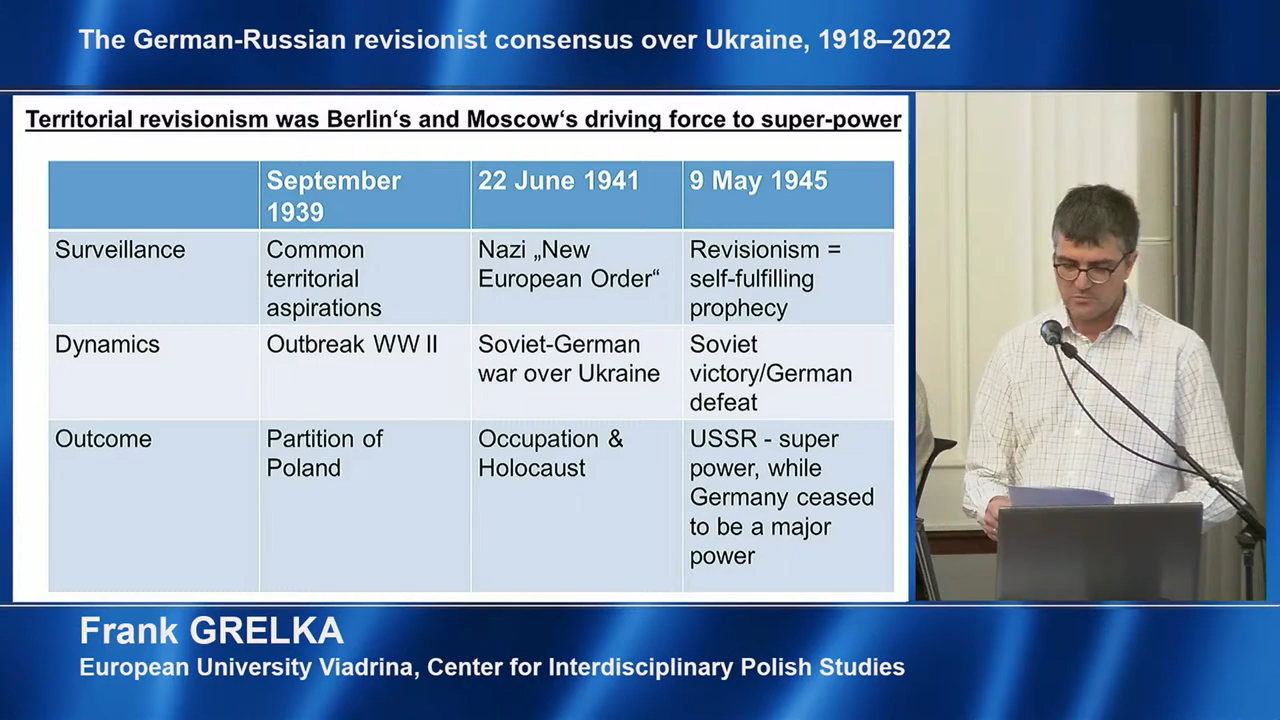 The German-Russian revisionist consensus over Ukraine, 1918–2022
Territorial revisionism was Berlin‘s and Moscow‘s driving force to super-power
September
1939
22 June 1941
9 May 1945
Surveillance
Common
territorial
aspirations
Nazi „New
European Order“
Revisionism =
self-fulfilling
prophecy
Dynamics
Outbreak WW II
Soviet-German
war over Ukraine
Soviet
victory/German
defeat
Outcome
Partition of
Poland
Occupation &
Holocaust
USSR - super
power, while
Germany ceased
to be a major
power
Frank GRELKA
European University Viadrina, Center for Interdisciplinary Polish Studies